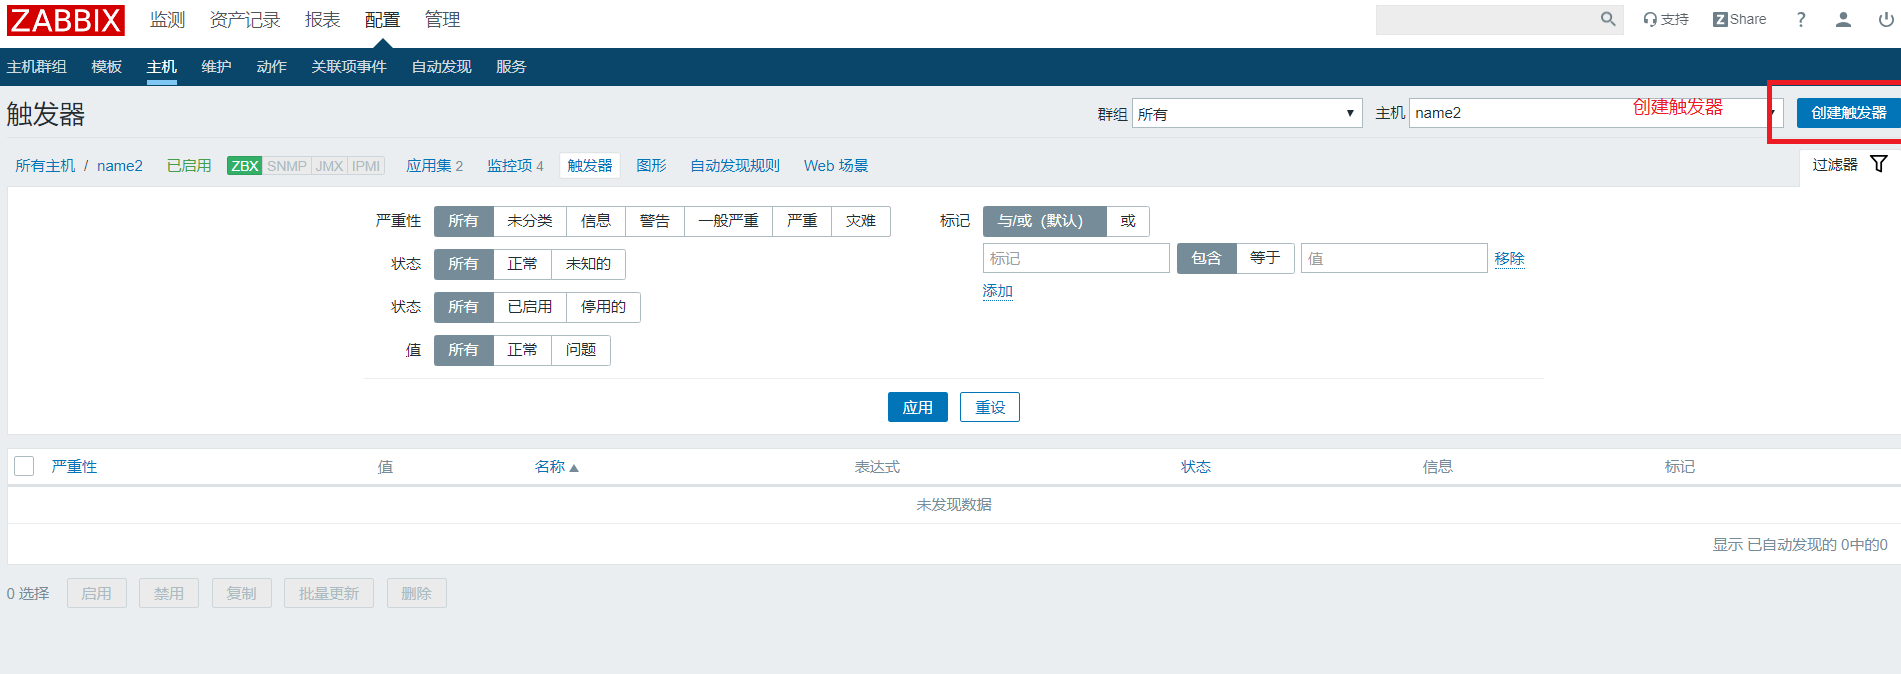 ZABBIX 监测 资产记录 报表 配置 管理 支持 Z Share ?
主机群组 模板 主机 维护 动作 关联项事件 自动发现 服务
触发器 群组 所有 主机 name2 创建触发器 创建触发器
所有主机 / name2 已启用 ZBX SNMP JMX IPMI 应用集 2 监控项 4 触发器 图形 自动发现规则 Web 场景 过滤器
严重性 所有 未分类 信息 警告 一般严重 严重 灾难 标记 与/或（默认） 或
状态 所有 正常 未知的 标记 包含 等于 值 移除
添加
状态 所有 已启用 停用的
值 所有 正常 问题
应用 重设
严重性 值 名称 表达式 状态 信息 标记
未发现数据
显示 已自动发现的 0中的0
0 选择 启用 禁用 复制 批量更新 删除